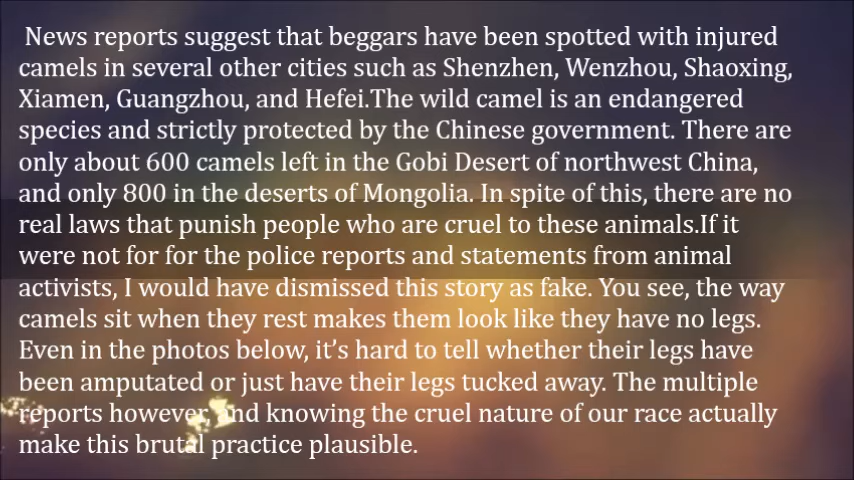 News reports suggest that beggars have been spotted with injured
camels in several other cities such as Shenzhen, Wenzhou, Shaoxing,
Xiamen, Guangzhou, and Hefei.The wild camel is an endangered
species and strictly protected by the Chinese government. There are
only about 600 camels left in the Gobi Desert of northwest China,
and only 800 in the deserts of Mongolia. In spite of this, there are no
real laws that punish people who are cruel to these animals.If it
were not for for the police reports and statements from animal
activists, I would have dismissed this story as fake. You see, the way
camels sit when they rest makes them look like they have no legs.
Even in the photos below, it’s hard to tell whether their legs have
been amputated or just have their legs tucked away. The multiple
reports however, and knowing the cruel nature of our race actually
make this brutal practice plausible.